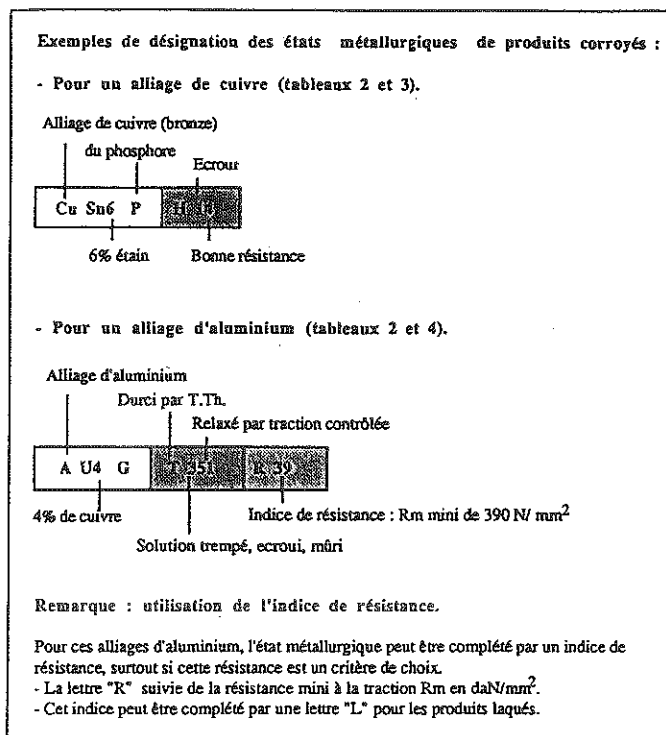 Exemples de désignation des états métallurgiques de produits corroyés :
- Pour un alliage de cuivre (tableaux 2 et 3).
Alliage de cuivre (bronze)
du phosphore
Ecroui
Cu Sn6 P H
6% étain Bonne résistance
- Pour un alliage d'aluminium (tableaux 2 et 4).
Alliage d'aluminium
Durci par T.Th.
Relaxé par traction contrôlée
A U4 G T 351 R 39
4% de cuivre Indice de résistance : Rm mini de 390 N/ mm²
Solution trempé, ecroui, mûri
Remarque : utilisation de l'indice de résistance.
Pour ces alliages d'aluminium, l'état métallurgique peut être complété par un indice de
résistance, surtout si cette résistance est un critère de choix.
- La lettre "R" suivie de la résistance mini à la traction Rm en daN/mm².
- Cet indice peut être complété par une lettre "L" pour les produits laqués.